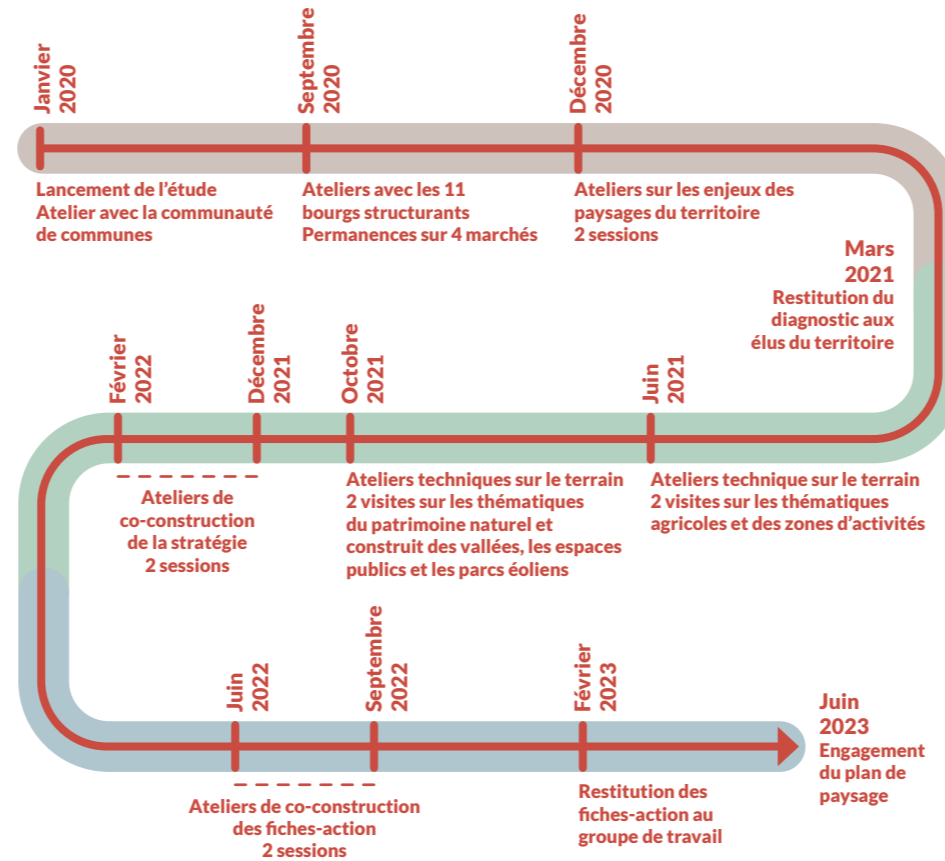 Janvier
2020
Lancement de l'étude
Atelier avec la communauté
de communes
Septembre
2020
Ateliers avec les 11
bourgs structurants
Permanences sur 4 marchés
Décembre
2020
Ateliers sur les enjeux des
paysages du territoire
2 sessions
Mars
2021
Restitution du
diagnostic aux
élus du territoire
Juin
2021
Ateliers technique sur le terrain
2 visites sur les thématiques
agricoles et des zones d'activités
Octobre
2021
Ateliers techniques sur le terrain
2 visites sur les thématiques
du patrimoine naturel et
construit des vallées, les espaces
publics et les parcs éoliens
Décembre
2021
Février
2022
Ateliers de
co-construction
de la stratégie
2 sessions
Juin
2022
Septembre
2022
Ateliers de co-construction
des fiches-action
2 sessions
Février
2023
Restitution des
fiches-action au
groupe de travail
Juin
2023
Engagement
du plan de
paysage